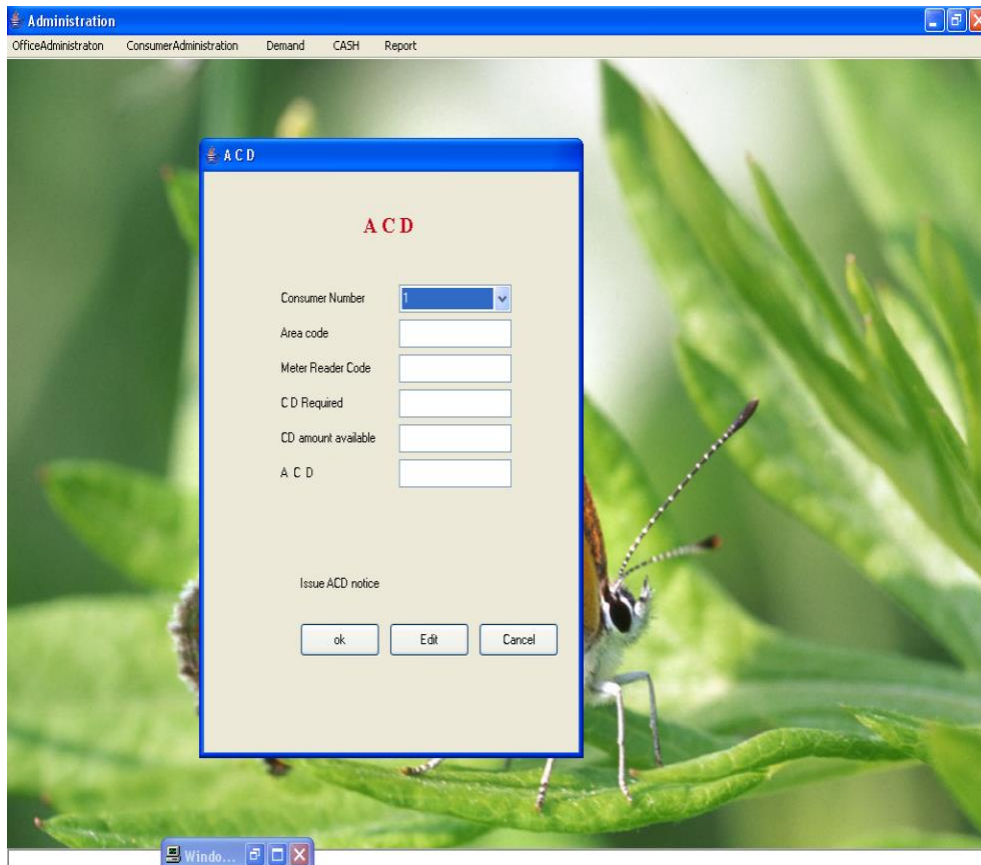 Administration
OfficeAdministraton ConsumerAdministration Demand CASH Report
A C D
A C D
Consumer Number 1
Area code
Meter Reader Code
C D Required
CD amount available
A C D
Issue ACD notice
ok Edit Cancel
Windo...